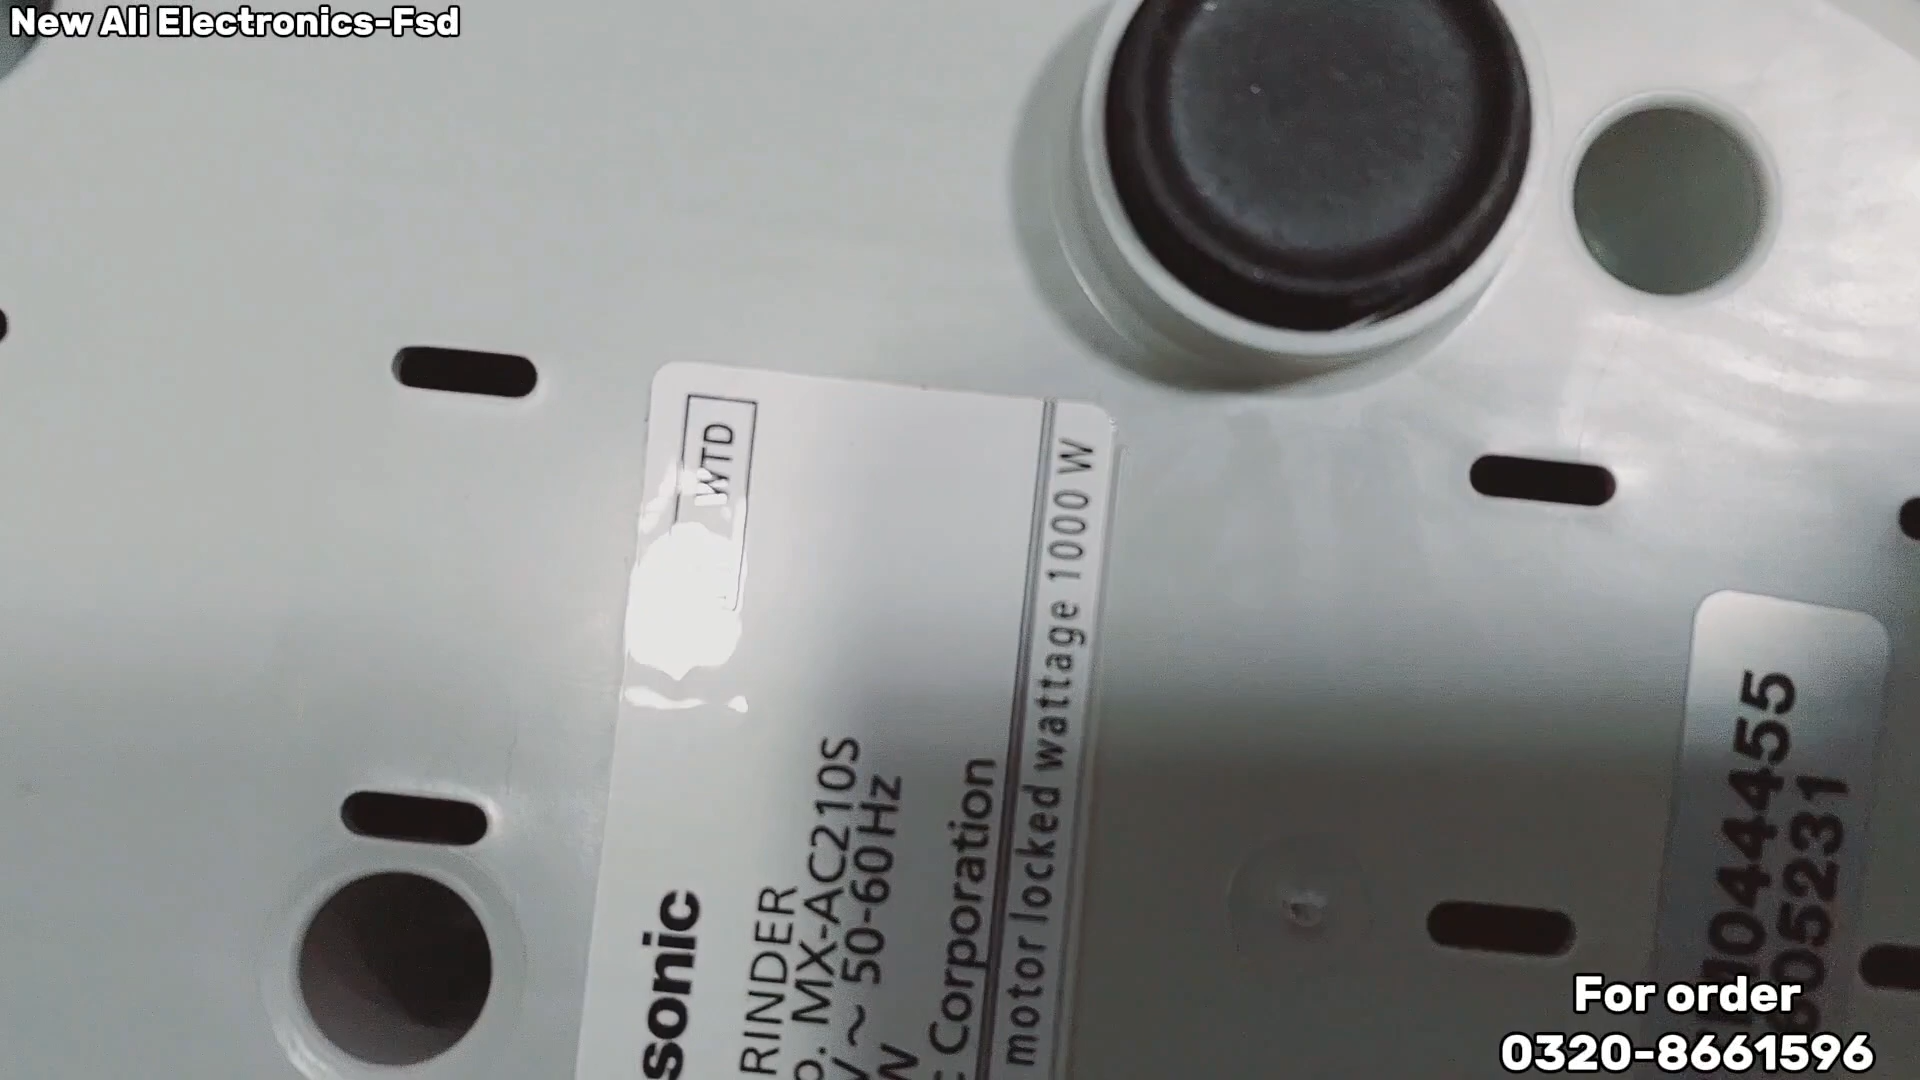 New Ali Electronics-Fsd
WTD
sonic
RINDER
o. MX-AC210S
V ~ 50-60Hz
W
Corporation
motor locked wattage 1000 W
044455
605231
For order
0320-8661596